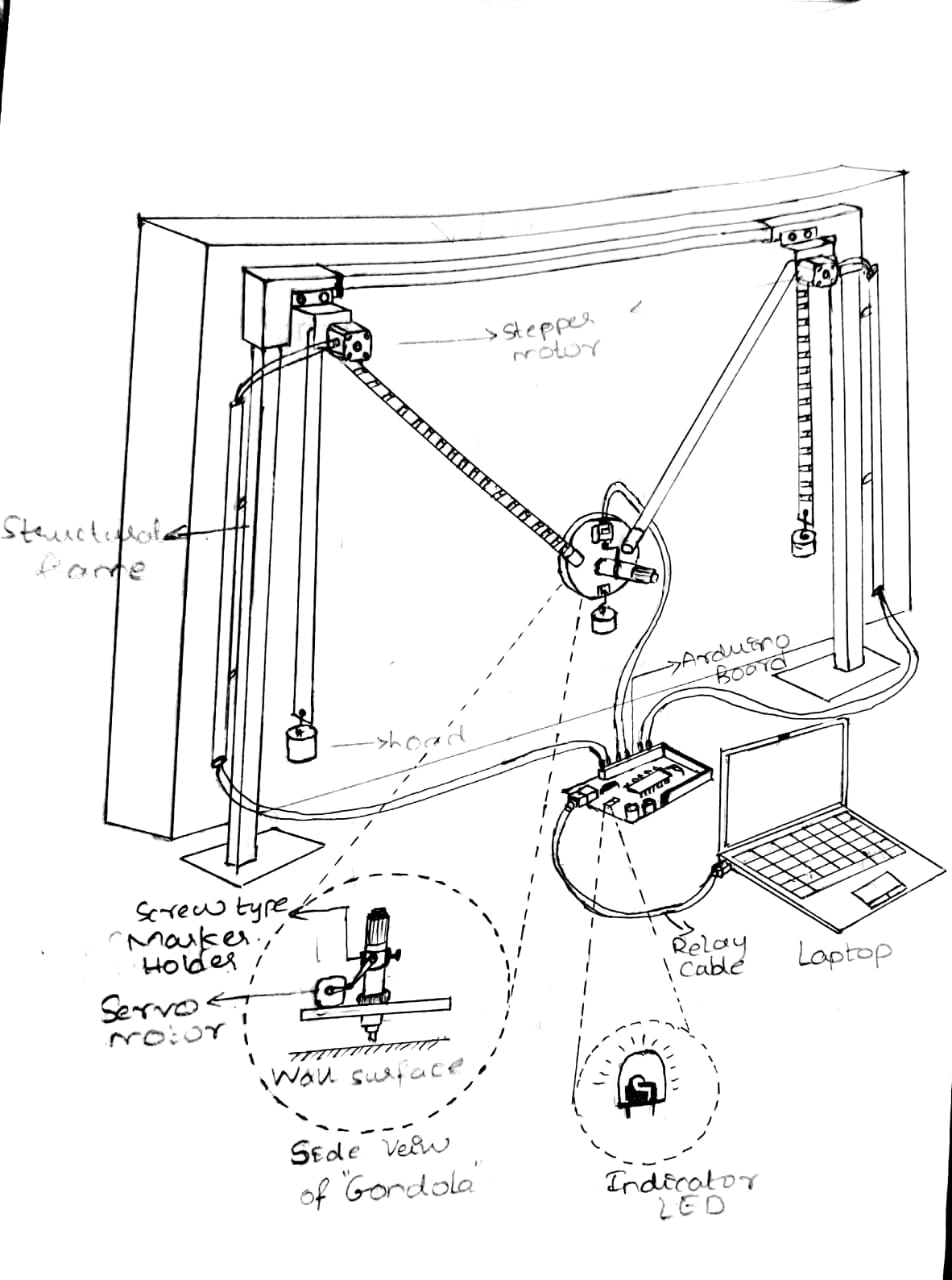 Stepper
motor
Structural
frame
Arduino
Board
Load
Screw type
Marker
Holder
Servo
motor
Wall surface
Relay
Cable
Laptop
Side Veiw
of "Gondola"
Indicator
LED